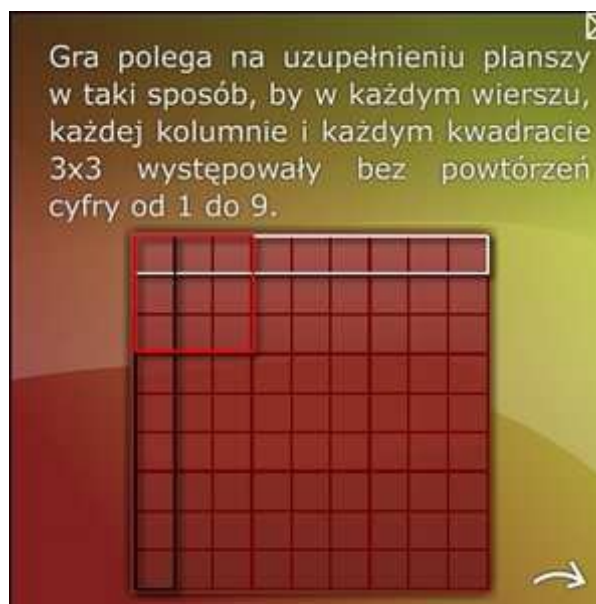 Gra polega na uzupełnieniu planszy
w taki sposób, by w każdym wierszu,
każdej kolumnie i każdym kwadracie
3x3 występowały bez powtórzeń
cyfry od 1 do 9.